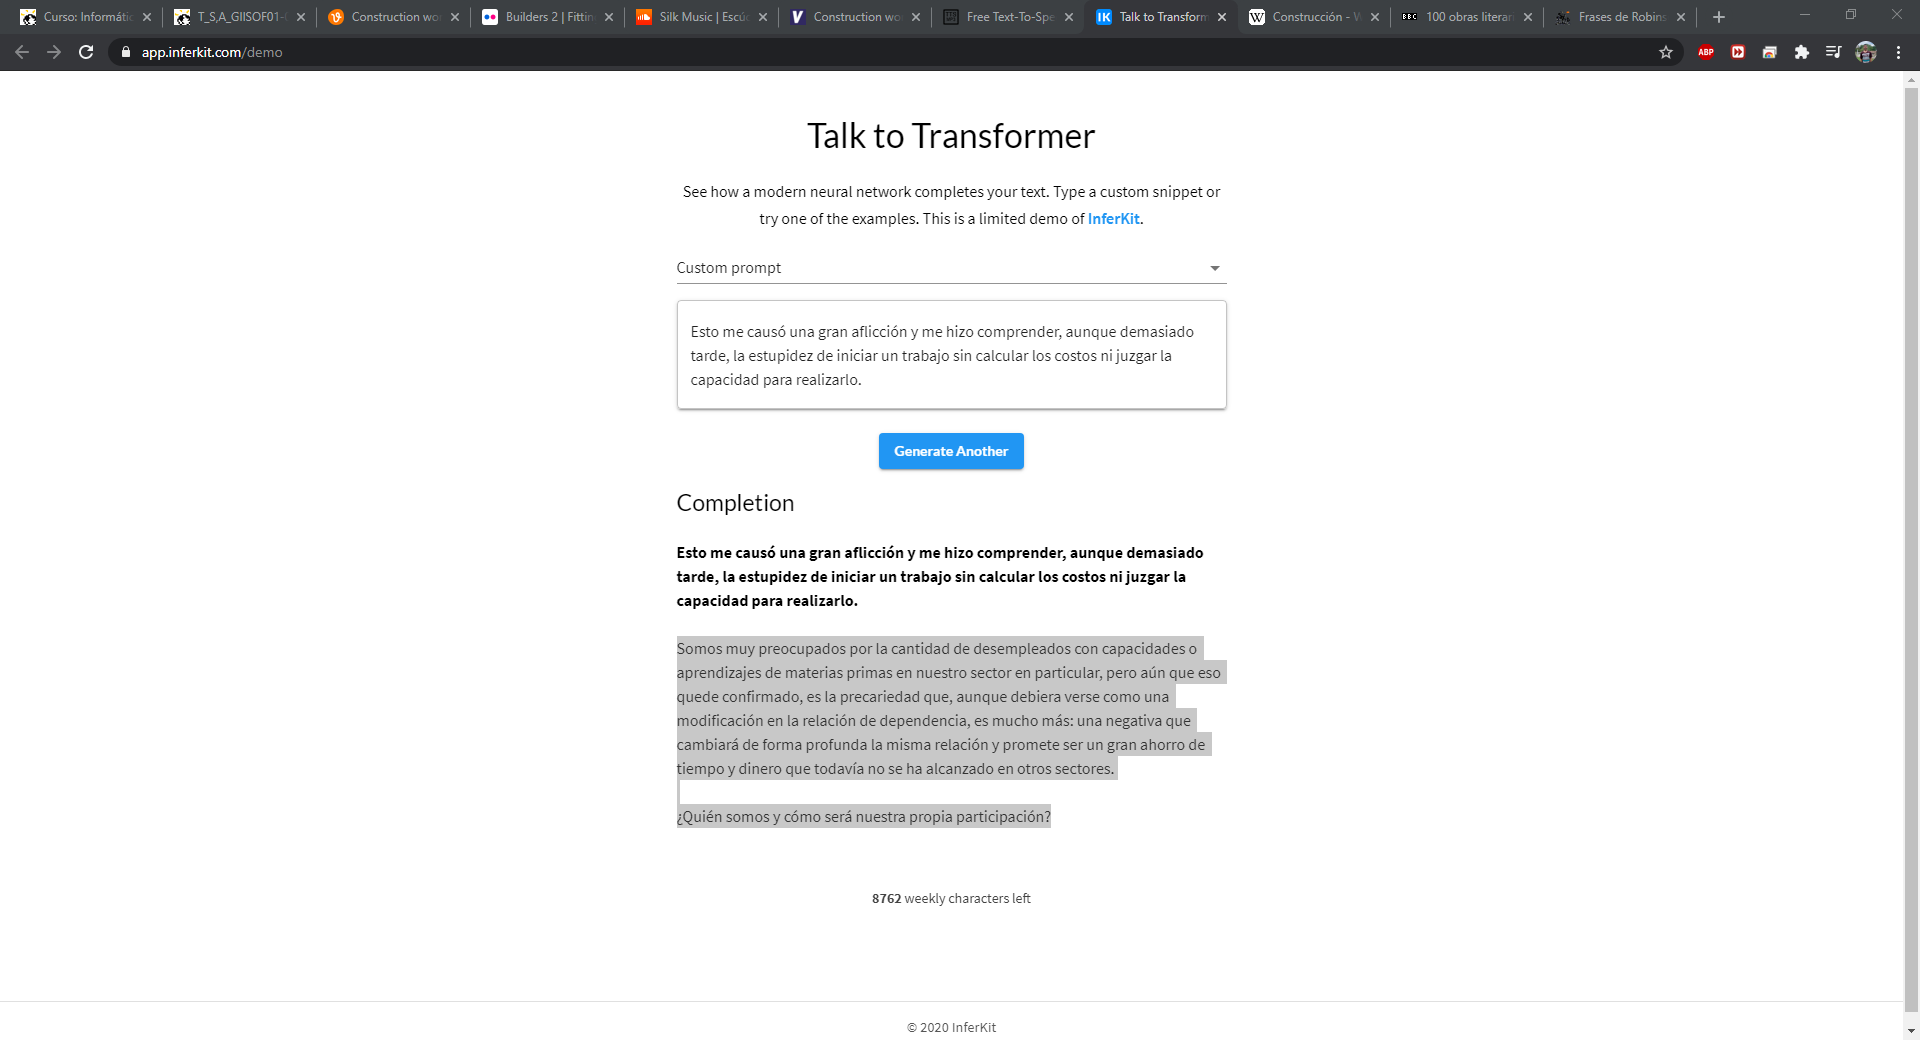 Curso: Informátic
T_S,A_GIISOF01-
Construction wo
Builders 2 | Fittin
Silk Music | Escúc
Construction wo
Free Text-To-Spe
Talk to Transform
Construcción - W
100 obras literar
Frases de Robins
app.inferkit.com/demo
ABP
Talk to Transformer
See how a modern neural network completes your text. Type a custom snippet or
try one of the examples. This is a limited demo of InferKit.
Custom prompt
Esto me causó una gran aflicción y me hizo comprender, aunque demasiado
tarde, la estupidez de iniciar un trabajo sin calcular los costos ni juzgar la
capacidad para realizarlo.
Generate Another
Completion
Esto me causó una gran aflicción y me hizo comprender, aunque demasiado
tarde, la estupidez de iniciar un trabajo sin calcular los costos ni juzgar la
capacidad para realizarlo.
Somos muy preocupados por la cantidad de desempleados con capacidades o
aprendizajes de materias primas en nuestro sector en particular, pero aún que eso
quede confirmado, es la precariedad que, aunque debiera verse como una
modificación en la relación de dependencia, es mucho más: una negativa que
cambiará de forma profunda la misma relación y promete ser un gran ahorro de
tiempo y dinero que todavía no se ha alcanzado en otros sectores.
¿Quién somos y cómo será nuestra propia participación?
8762 weekly characters left
© 2020 InferKit